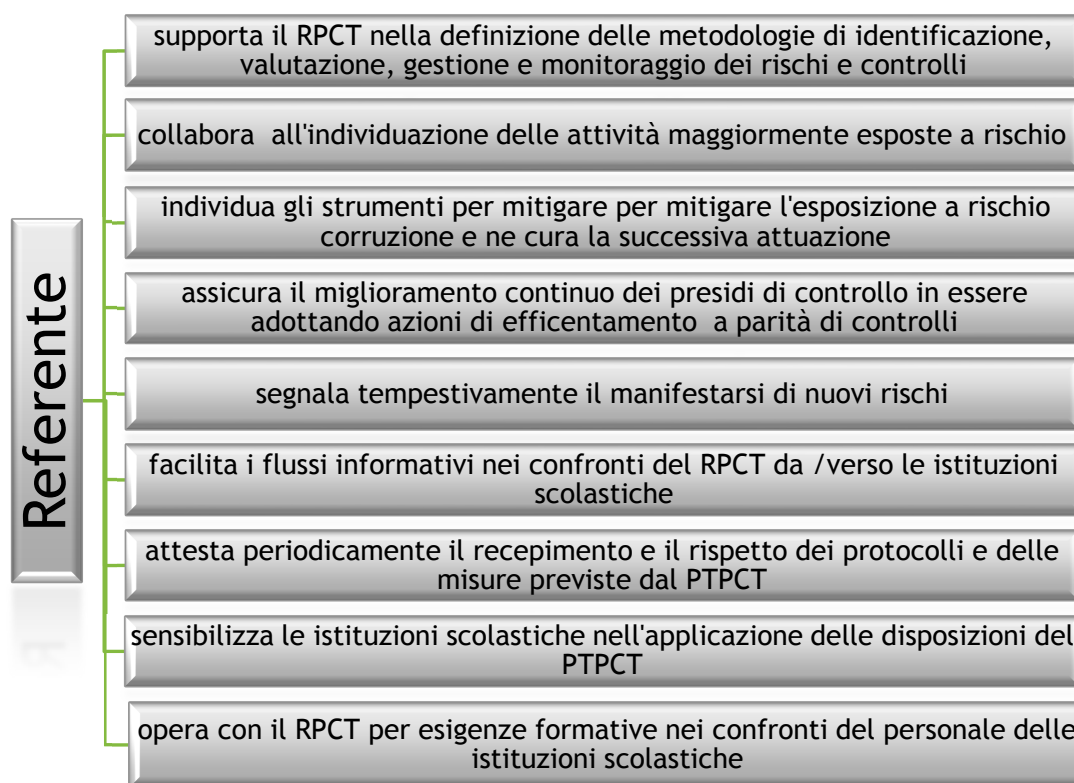 Referente
supporta il RPCT nella definizione delle metodologie di identificazione,
valutazione, gestione e monitoraggio dei rischi e controlli
collabora all'individuazione delle attività maggiormente esposte a rischio
individua gli strumenti per mitigare per mitigare l'esposizione a rischio
corruzione e ne cura la successiva attuazione
assicura il miglioramento continuo dei presidi di controllo in essere
adottando azioni di efficentamento a parità di controlli
segnala tempestivamente il manifestarsi di nuovi rischi
facilita i flussi informativi nei confronti del RPCT da /verso le istituzioni
scolastiche
attesta periodicamente il recepimento e il rispetto dei protocolli e delle
misure previste dal PTPCT
sensibilizza le istituzioni scolastiche nell'applicazione delle disposizioni del
PTPCT
opera con il RPCT per esigenze formative nei confronti del personale delle
istituzioni scolastiche